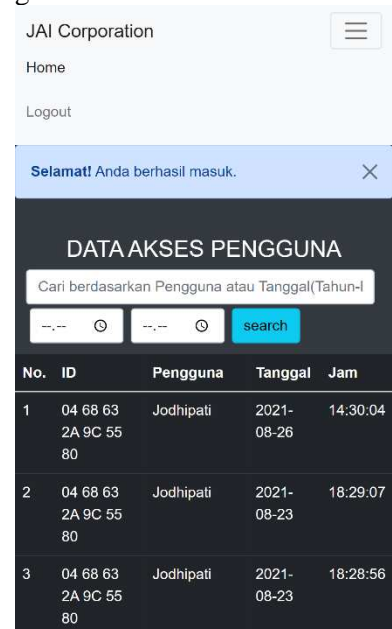 JAI Corporation
Home
Logout
Selamat! Anda berhasil masuk.
DATA AKSES PENGGUNA
Cari berdasarkan Pengguna atau Tanggal(Tahun-
--.-- --.-- search
No. ID Pengguna Tanggal Jam
1 04 68 63 Jodhipati 2021- 14:30:04
2A 9C 55 08-26
80
2 04 68 63 Jodhipati 2021- 18:29:07
2A 9C 55 08-23
80
3 04 68 63 Jodhipati 2021- 18:28:56
2A 9C 55 08-23
80